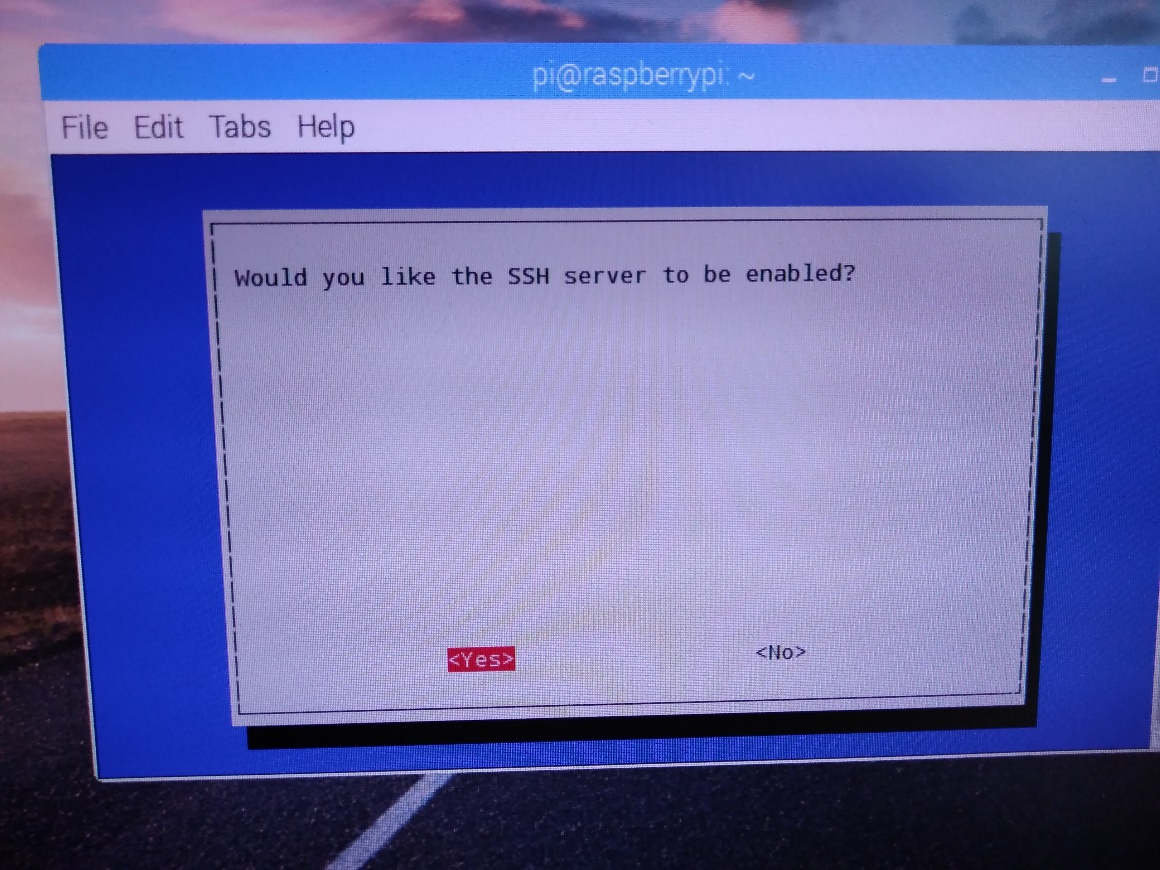 pi@raspberrypi: ~
File Edit Tabs Help
Would you like the SSH server to be enabled?
<Yes> <No>